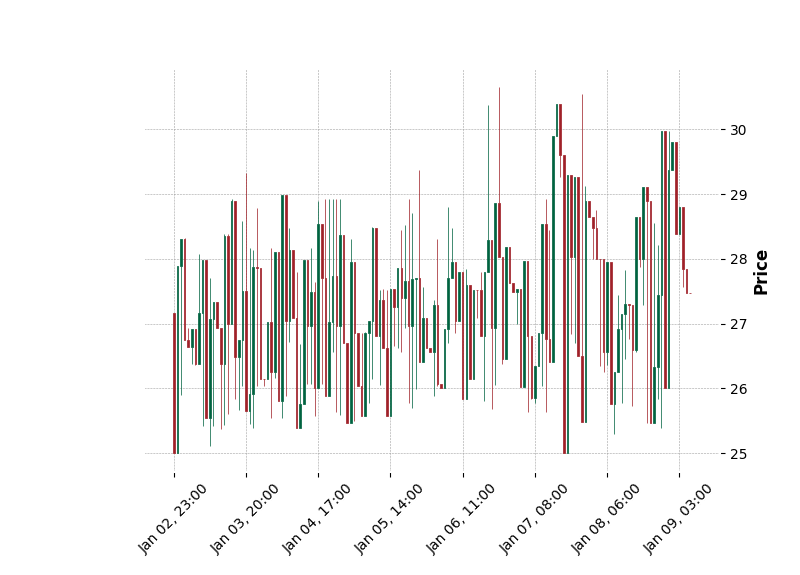 30
29
28
27
26
25
Price
Jan 02, 23:00
Jan 03, 20:00
Jan 04, 17:00
Jan 05, 14:00
Jan 06, 11:00
Jan 07, 08:00
Jan 08, 06:00
Jan 09, 03:00